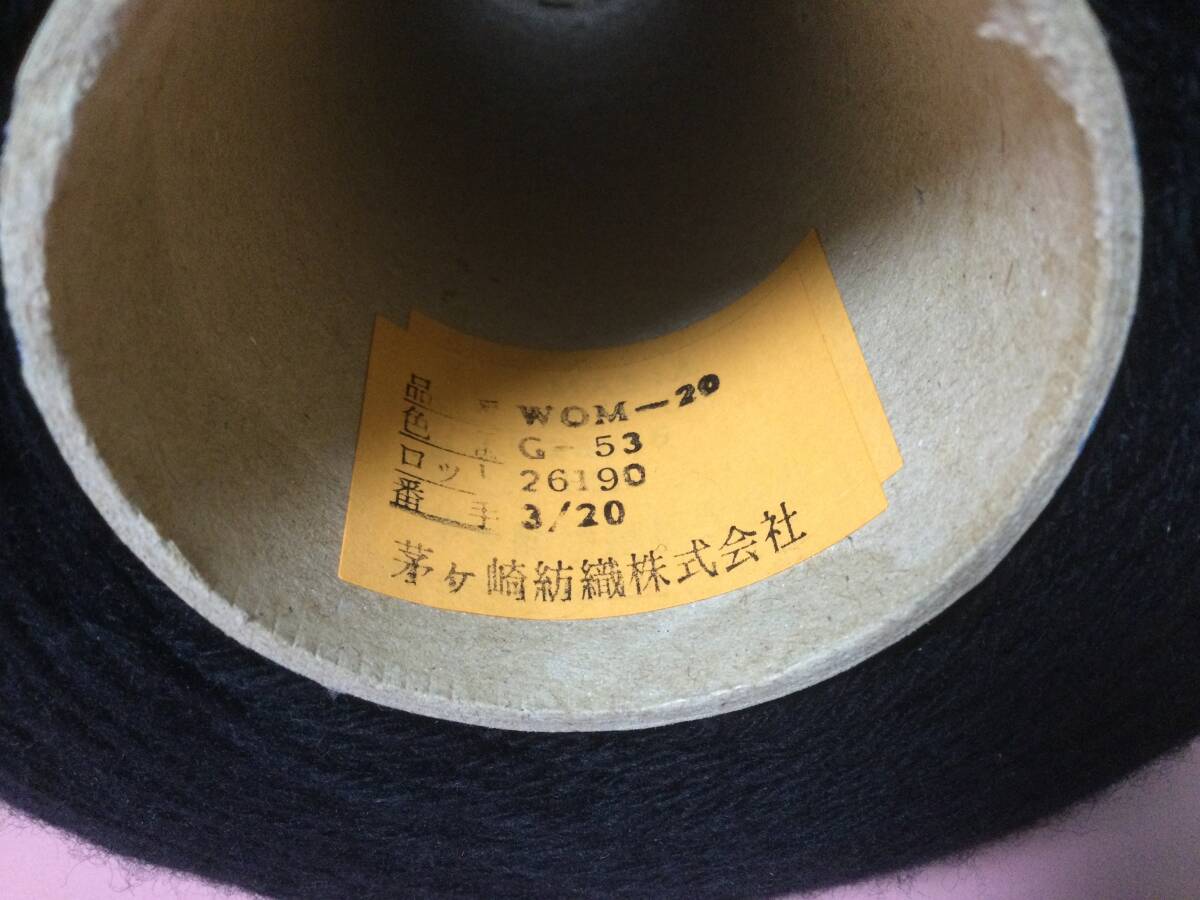 品 WOM-20
色 G-53
ロット 26190
番手 3/20
茅ヶ崎紡織株式会社